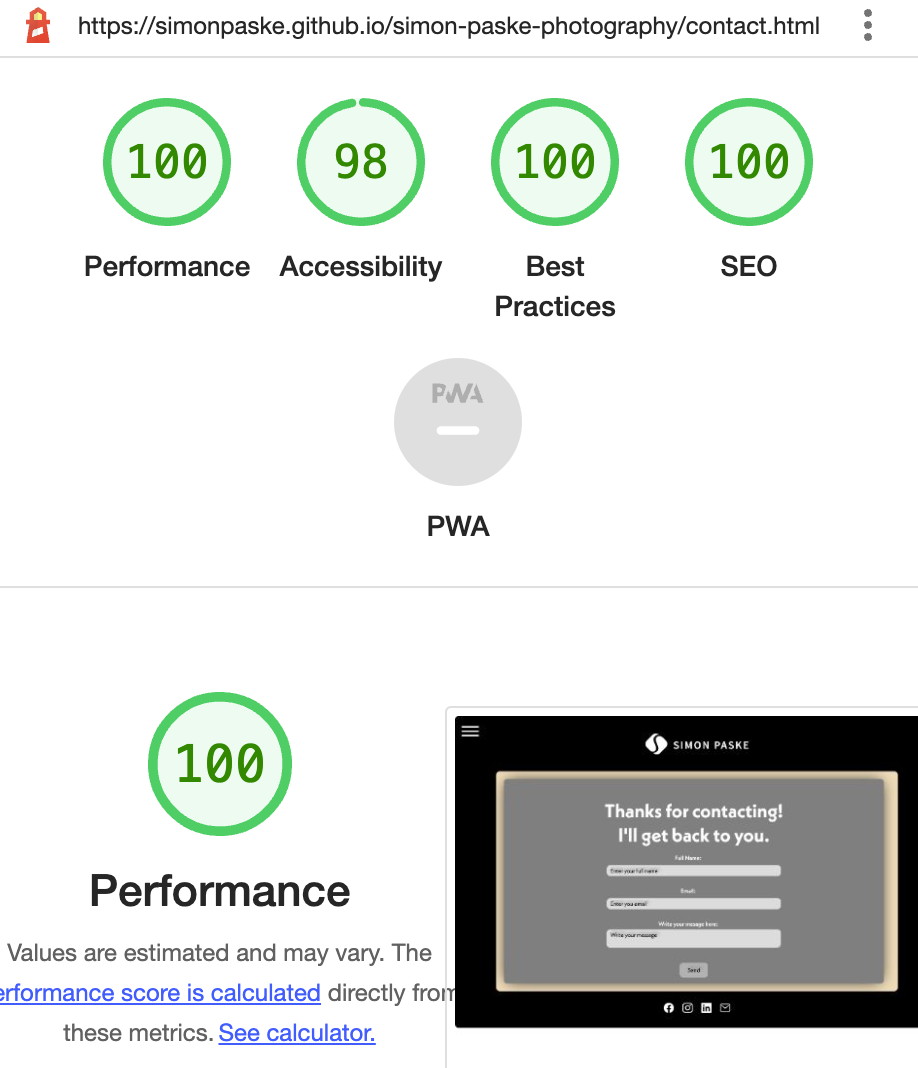 https://simonpaske.github.io/simon-paske-photography/contact.html
100
98
100
100
Performance
Accessibility
Best
Practices
SEO
PWA
PWA
100
Performance
Values are estimated and may vary. The
erformance score is calculated directly from
these metrics. See calculator.
SIMON PASKE
Thanks for contacting!
I'll get back to you.
Full Name:
Enter your full name
Email:
Enter you email
Write your message here:
Write your message
Send